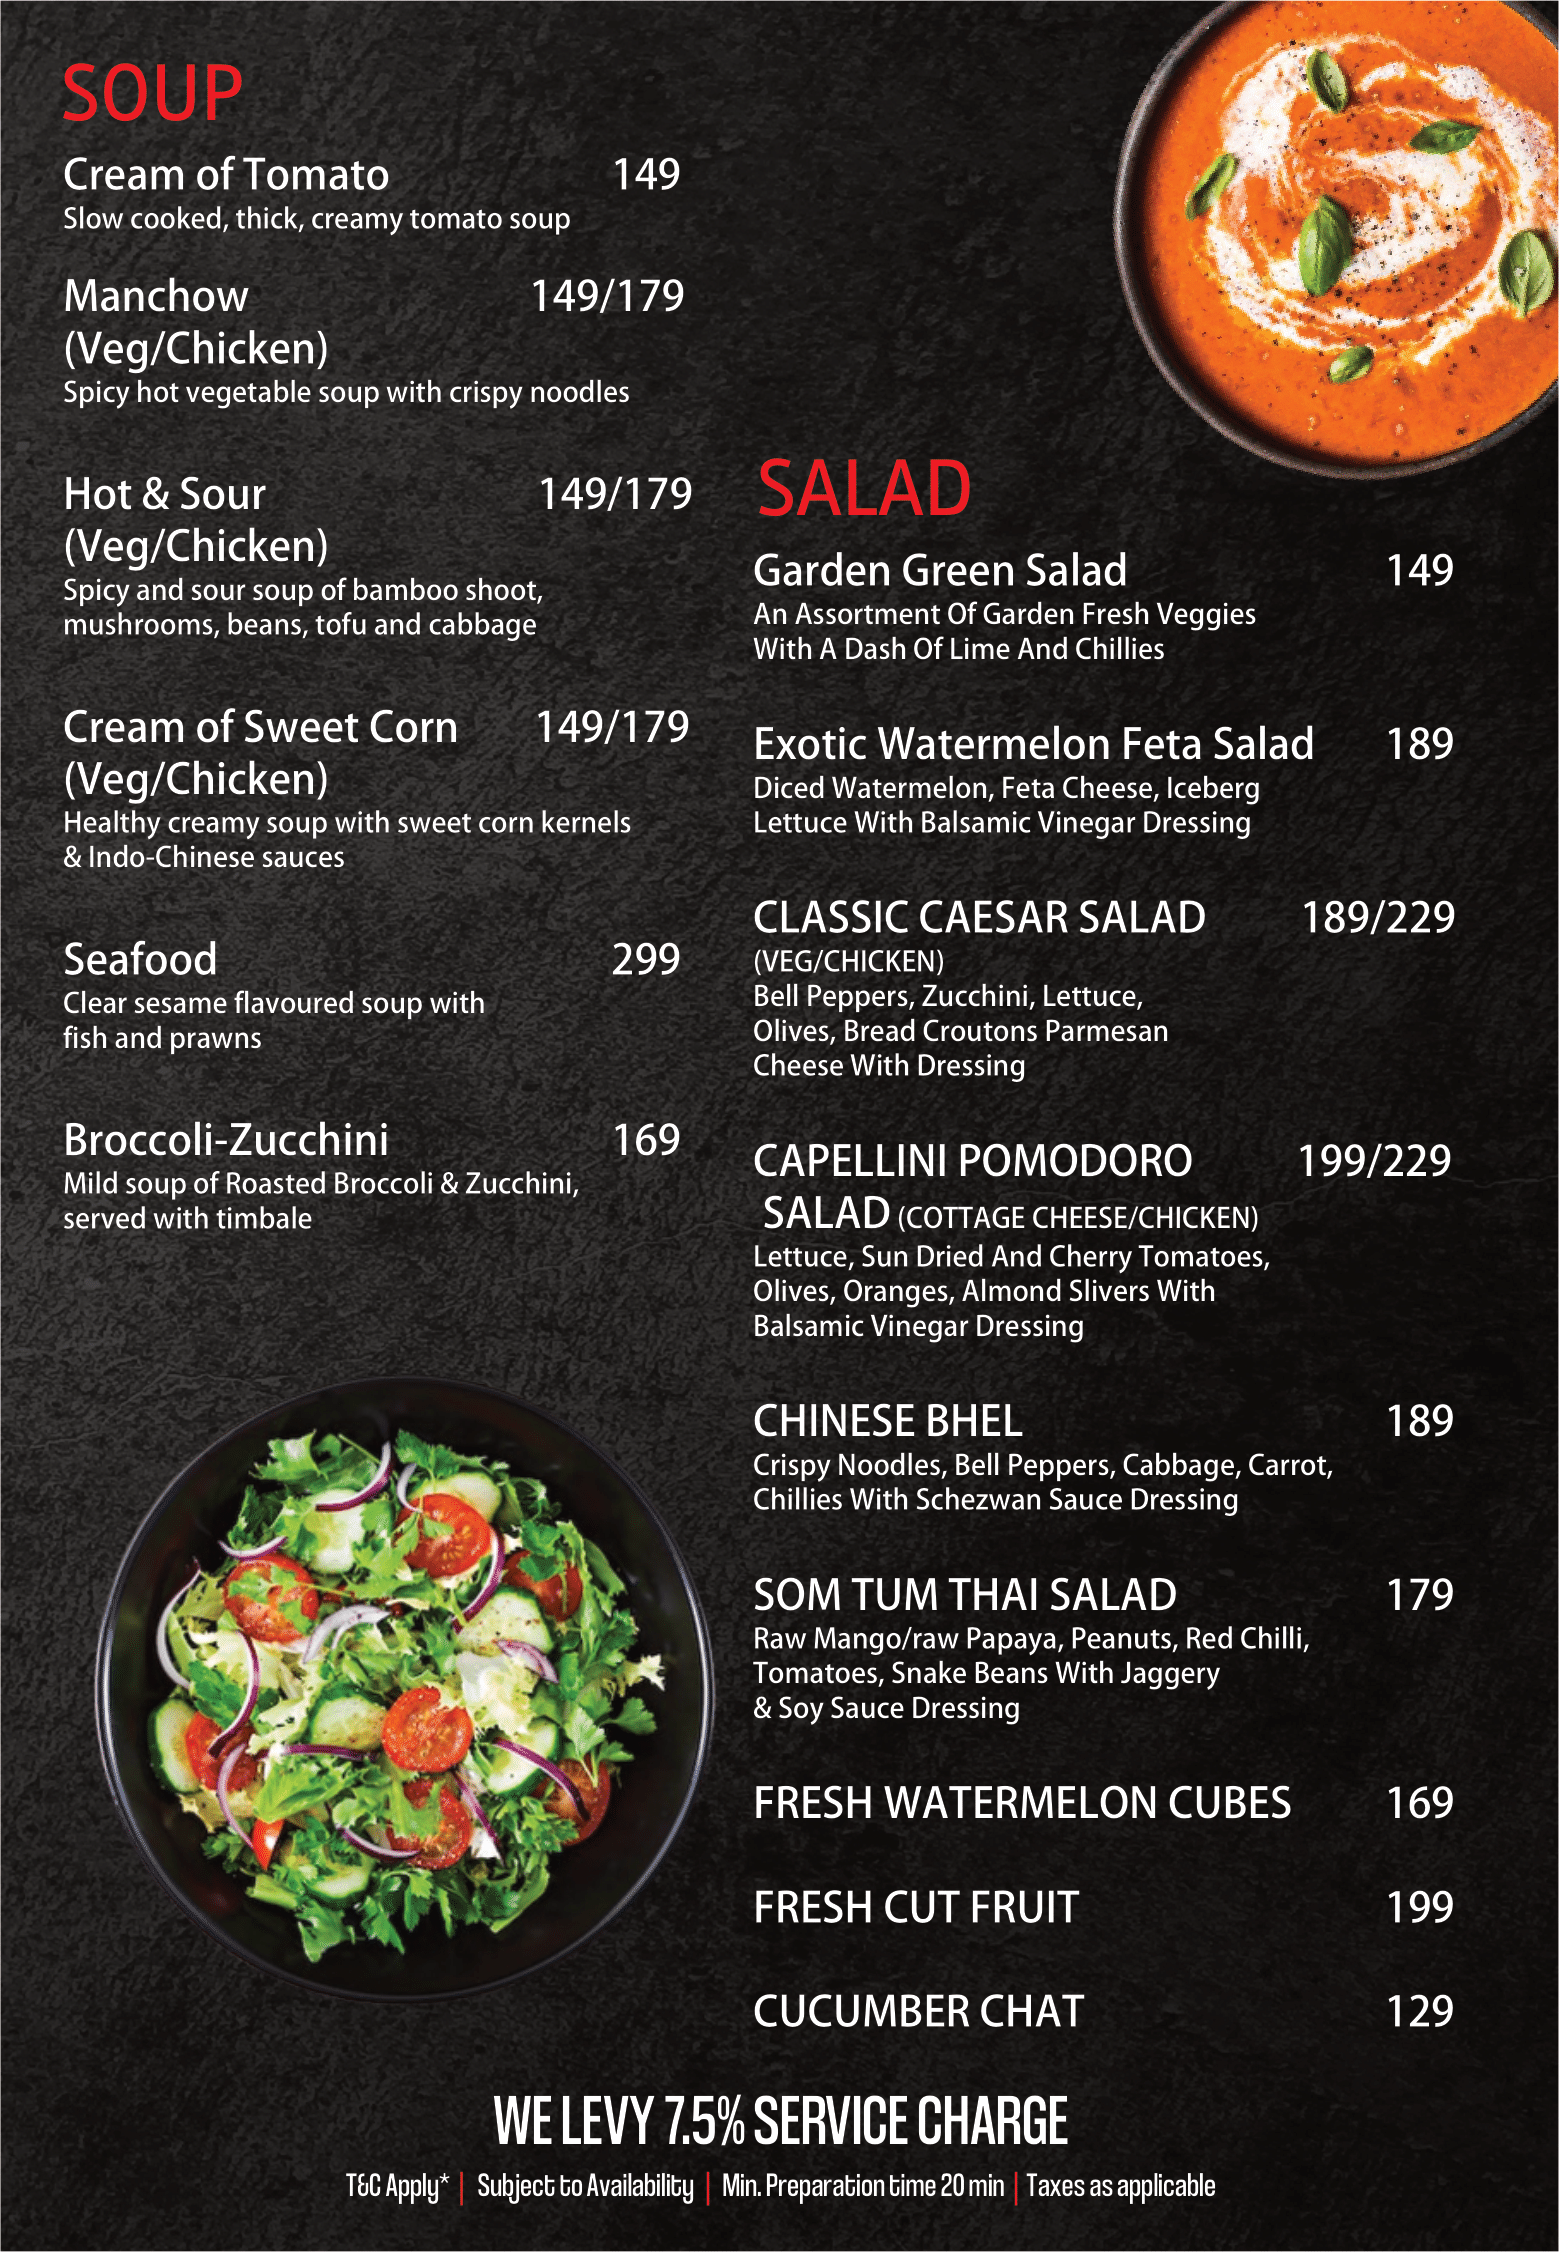 SOUP
Cream of Tomato 149
Slow cooked, thick, creamy tomato soup
Manchow 149/179
(Veg/Chicken)
Spicy hot vegetable soup with crispy noodles
Hot & Sour 149/179
(Veg/Chicken)
Spicy and sour soup of bamboo shoot,
mushrooms, beans, tofu and cabbage
Cream of Sweet Corn 149/179
(Veg/Chicken)
Healthy creamy soup with sweet corn kernels
& Indo-Chinese sauces
Seafood 299
Clear sesame flavoured soup with
fish and prawns
Broccoli-Zucchini 169
Mild soup of Roasted Broccoli & Zucchini,
served with timbale
SALAD
Garden Green Salad 149
An Assortment Of Garden Fresh Veggies
With A Dash Of Lime And Chillies
Exotic Watermelon Feta Salad 189
Diced Watermelon, Feta Cheese, Iceberg
Lettuce With Balsamic Vinegar Dressing
CLASSIC CAESAR SALAD 189/229
(VEG/CHICKEN)
Bell Peppers, Zucchini, Lettuce,
Olives, Bread Croutons Parmesan
Cheese With Dressing
CAPELLINI POMODORO 199/229
SALAD (COTTAGE CHEESE/CHICKEN)
Lettuce, Sun Dried And Cherry Tomatoes,
Olives, Oranges, Almond Slivers With
Balsamic Vinegar Dressing
CHINESE BHEL 189
Crispy Noodles, Bell Peppers, Cabbage, Carrot,
Chillies With Schezwan Sauce Dressing
SOM TUM THAI SALAD 179
Raw Mango/raw Papaya, Peanuts, Red Chilli,
Tomatoes, Snake Beans With Jaggery
& Soy Sauce Dressing
FRESH WATERMELON CUBES 169
FRESH CUT FRUIT 199
CUCUMBER CHAT 129
WE LEVY 7.5% SERVICE CHARGE
T&C Apply* | Subject to Availability | Min. Preparation time 20 min | Taxes as applicable